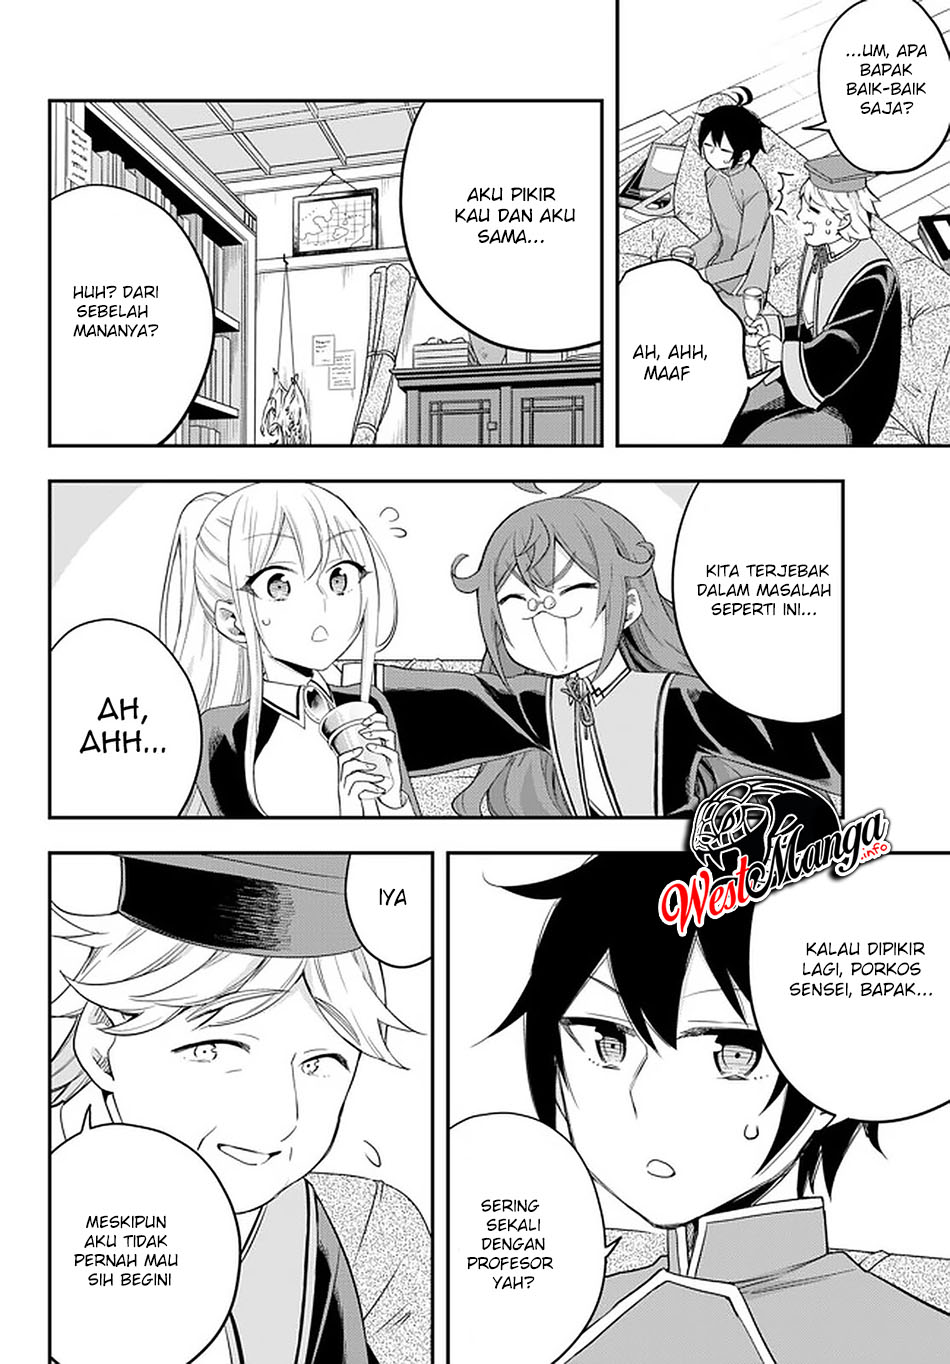 ...UM, APA
BAPAK
BAIK-BAIK
SAJA?
AH, AHH,
MAAF
AKU PIKIR
KAU DAN AKU
SAMA...
HUH? DARI
SEBELAH
MANANYA?
KITA TERJEBAK
DALAM MASALAH
SEPERTI INI...
AH,
AHH...
KALAU DIPIKIR
LAGI, PORKOS
SENSEI, BAPAK...
SERING
SEKALI
DENGAN
PROFESOR
YAH?
IYA
MESKIPUN
AKU TIDAK
PERNAH MAU
SIH BEGINI
WestManga
.info